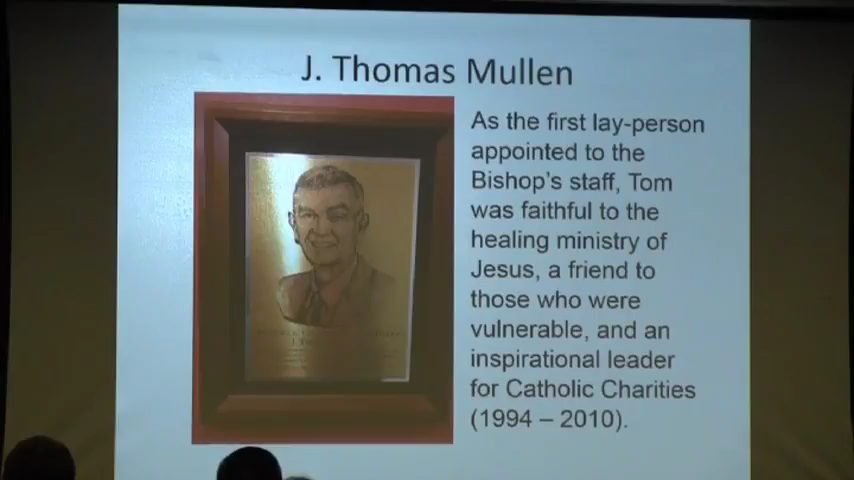 J. Thomas Mullen
As the first lay-person
appointed to the
Bishop's staff, Tom
was faithful to the
healing ministry of
Jesus, a friend to
those who were
vulnerable, and an
inspirational leader
for Catholic Charities
(1994 – 2010).